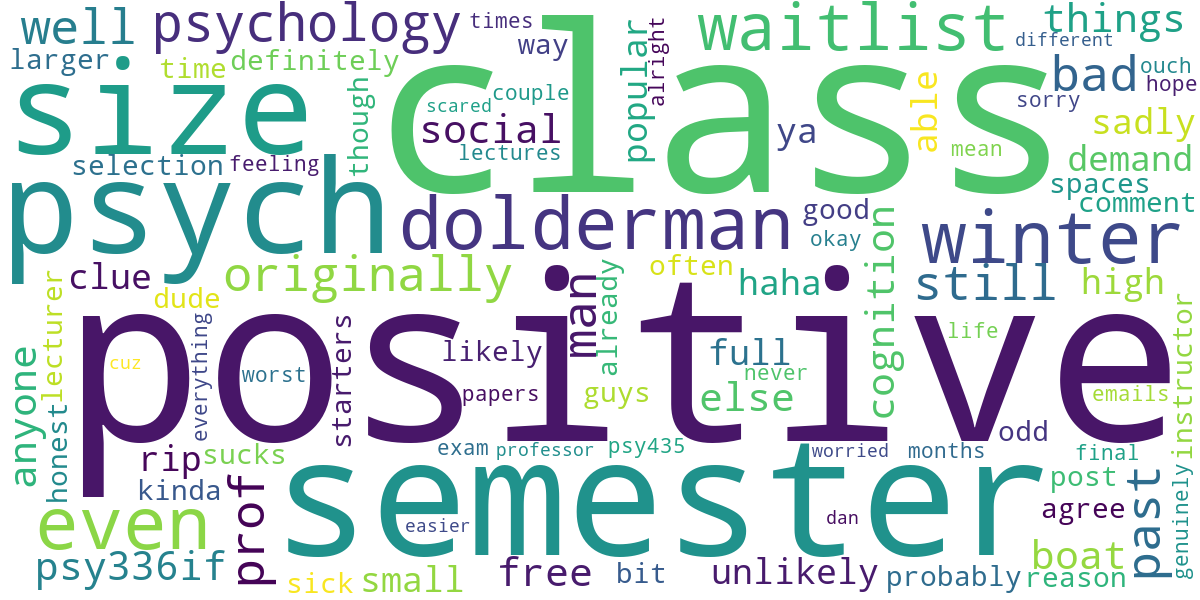 well
psychology
times
way
class
waitlist
things
different
larger
time
definitely
size
though
scared
couple
social
lectures
popular
alright
ya
able
bad
ouch
hope
sorry
sadly
mean
demand
spaces
comment
selection
feeling
psych
dolderman
good
okay
cognition
winter
still
high
clue
originally
dude
lecturer
everything
starters
likely
man
already
often
haha
full
never
life
positive
cuz
worst
papers
guys
else
emails
instructor
anyone
honest
rip
sucks
kinda
exam
professor
psy435
worried
months
odd
final
post
agree
past
genuinely
even
prof
semester
easier
dan
boat
reason
psy336if
sick
small
free
bit
unlikely
probably